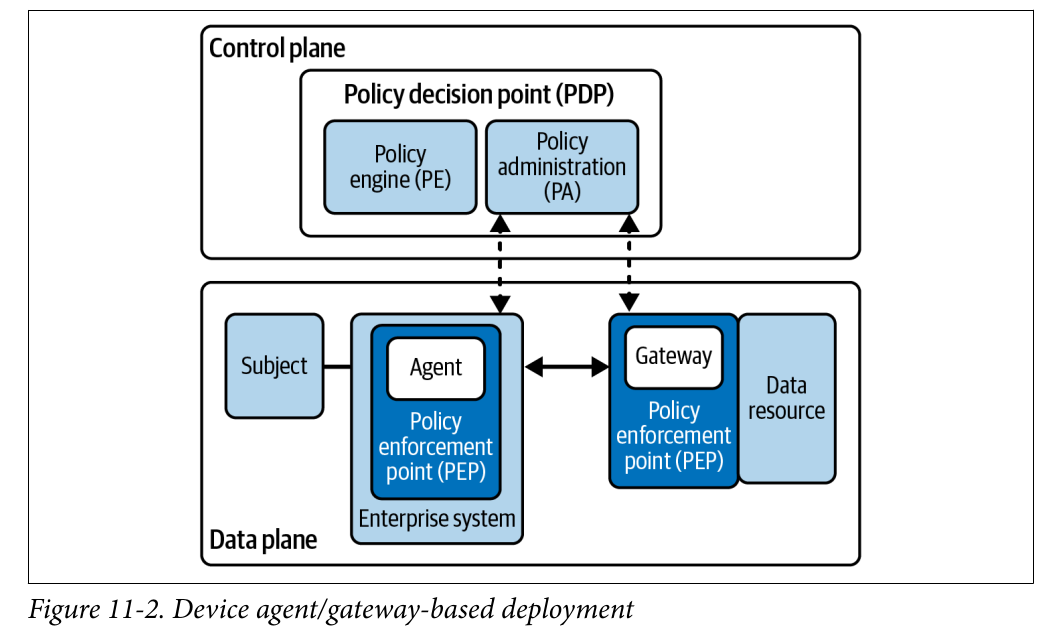 Control plane
Policy decision point (PDP)
Policy
engine (PE)
Policy
administration
(PA)
Subject
Agent
Policy
enforcement
point (PEP)
Enterprise system
Gateway
Policy
enforcement
point (PEP)
Data
resource
Data plane
Figure 11-2. Device agent/gateway-based deployment